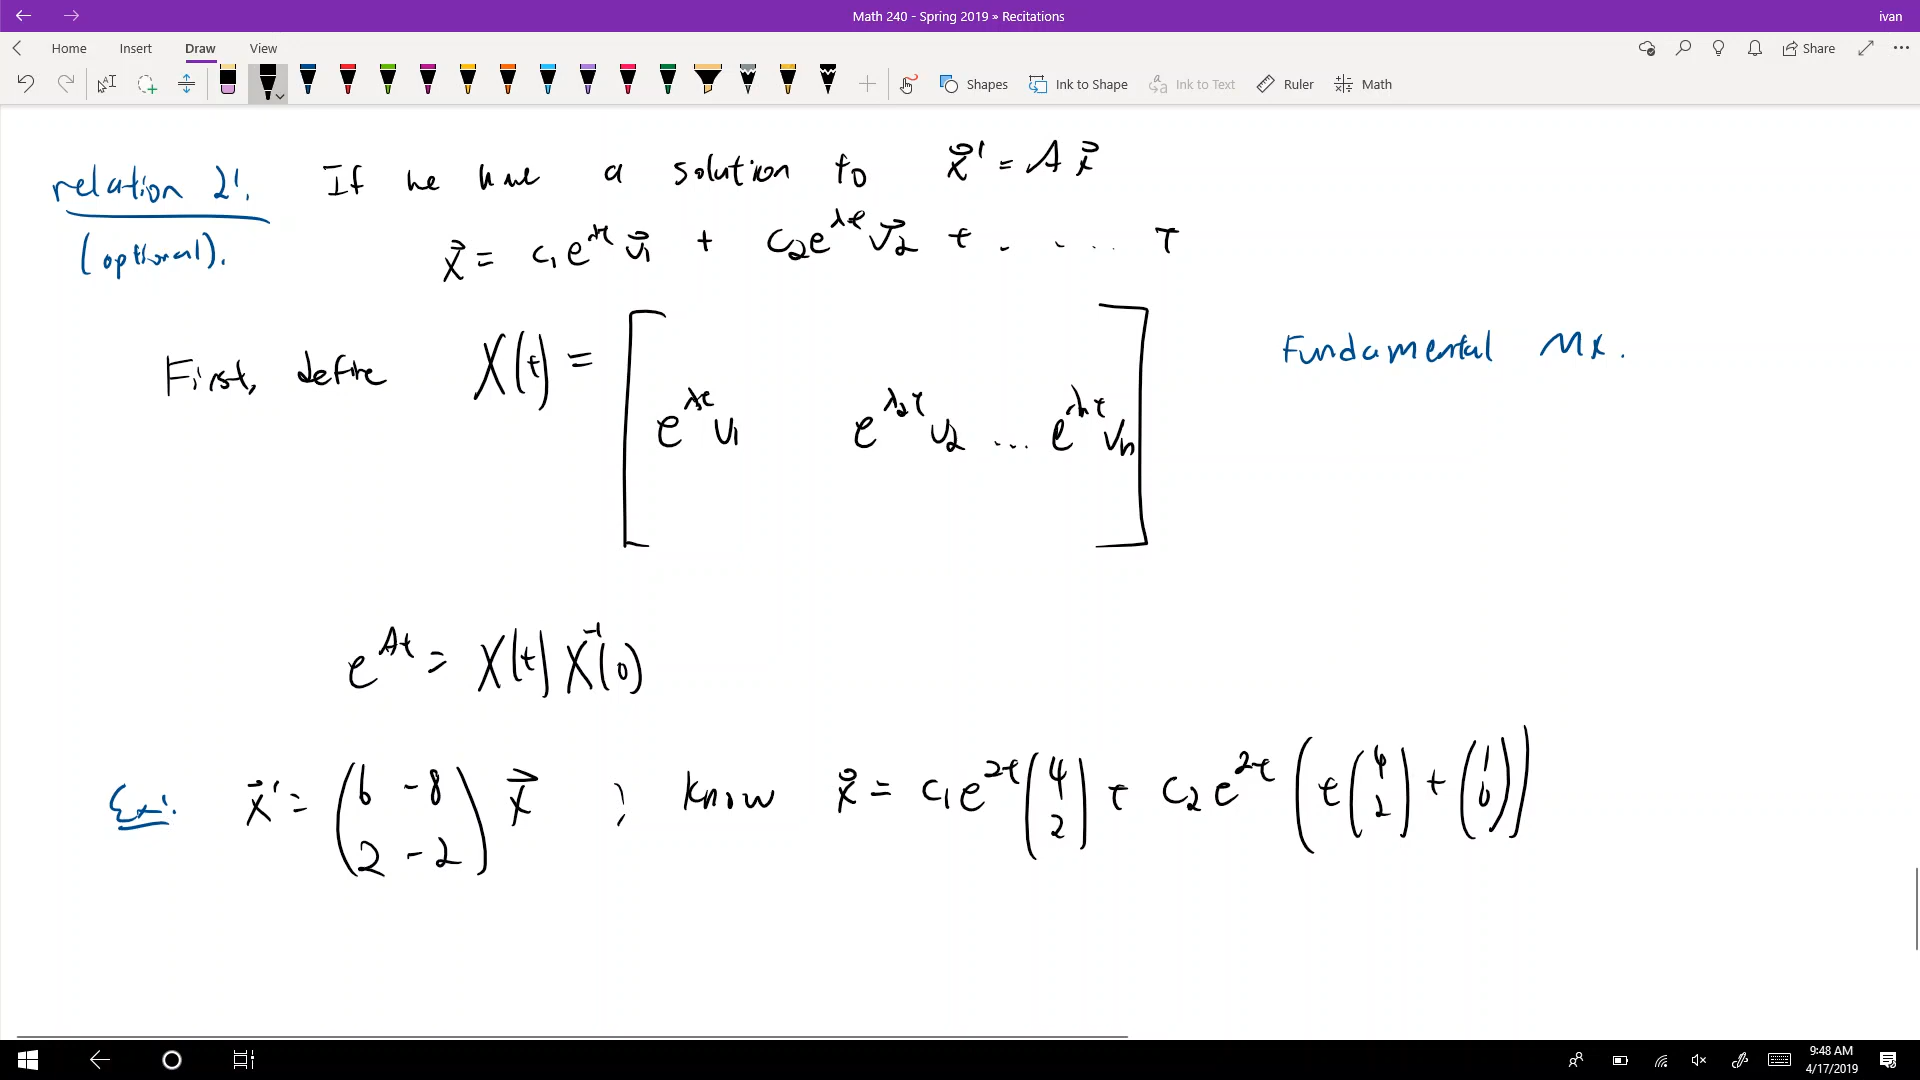 Math 240 - Spring 2019 » Recitations
ivan
Home Insert Draw View
Share
Shapes Ink to Shape Ink to Text Ruler Math
relation 2! If we have a solution to x⃗' = A x⃗
(optional). x⃗ = c₁e^{λt} v⃗₁ + c₂e^{λt} v⃗₂ + . . . . . +
First, define X(t) = [ e^{λt} v₁ e^{λ₂t} v₂ ... e^{λnt} vn ] Fundamental Mx.
e^{At} = X(t) X⁻¹(0)
Ex: x⃗' = (6 -8; 2 -2) x⃗ ; know x⃗ = c₁e^{2t} (4; 2) + c₂e^{2t} (t (4; 2) + (1; 0))
9:48 AM
4/17/2019